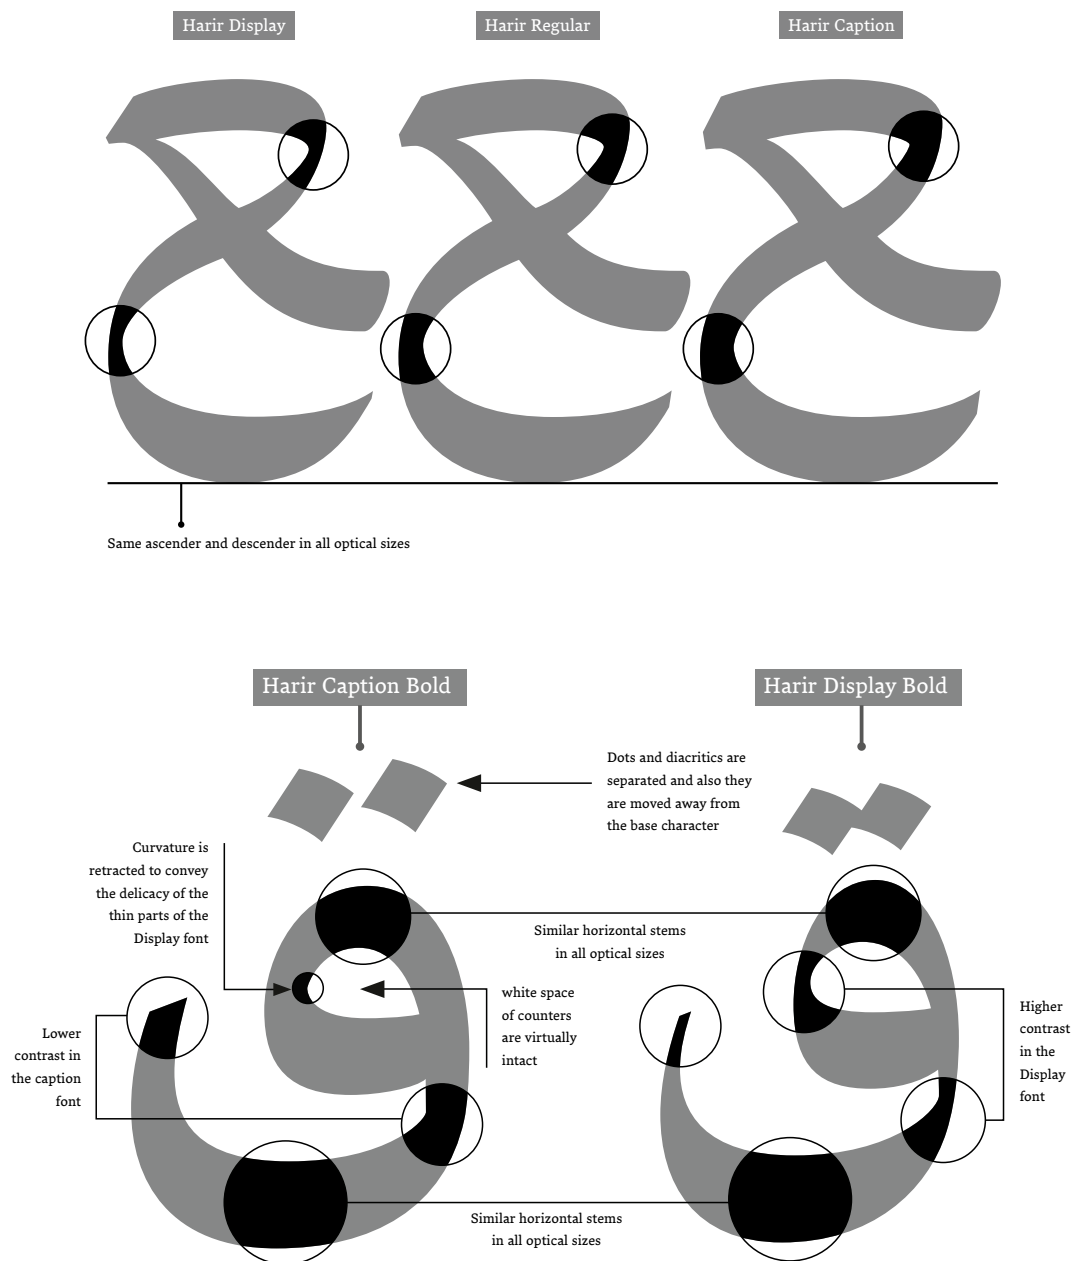 Harir Display
Harir Regular
Harir Caption
ح ح ح
Same ascender and descender in all optical sizes
Harir Caption Bold
Harir Display Bold
Dots and diacritics are
separated and also they
are moved away from
the base character
ق
ق
Curvature is
retracted to convey
the delicacy of the
thin parts of the
Display font
Similar horizontal stems
in all optical sizes
white space
of counters
are virtually
intact
Lower
contrast in
the caption
font
Higher
contrast
in the
Display
font
Similar horizontal stems
in all optical sizes